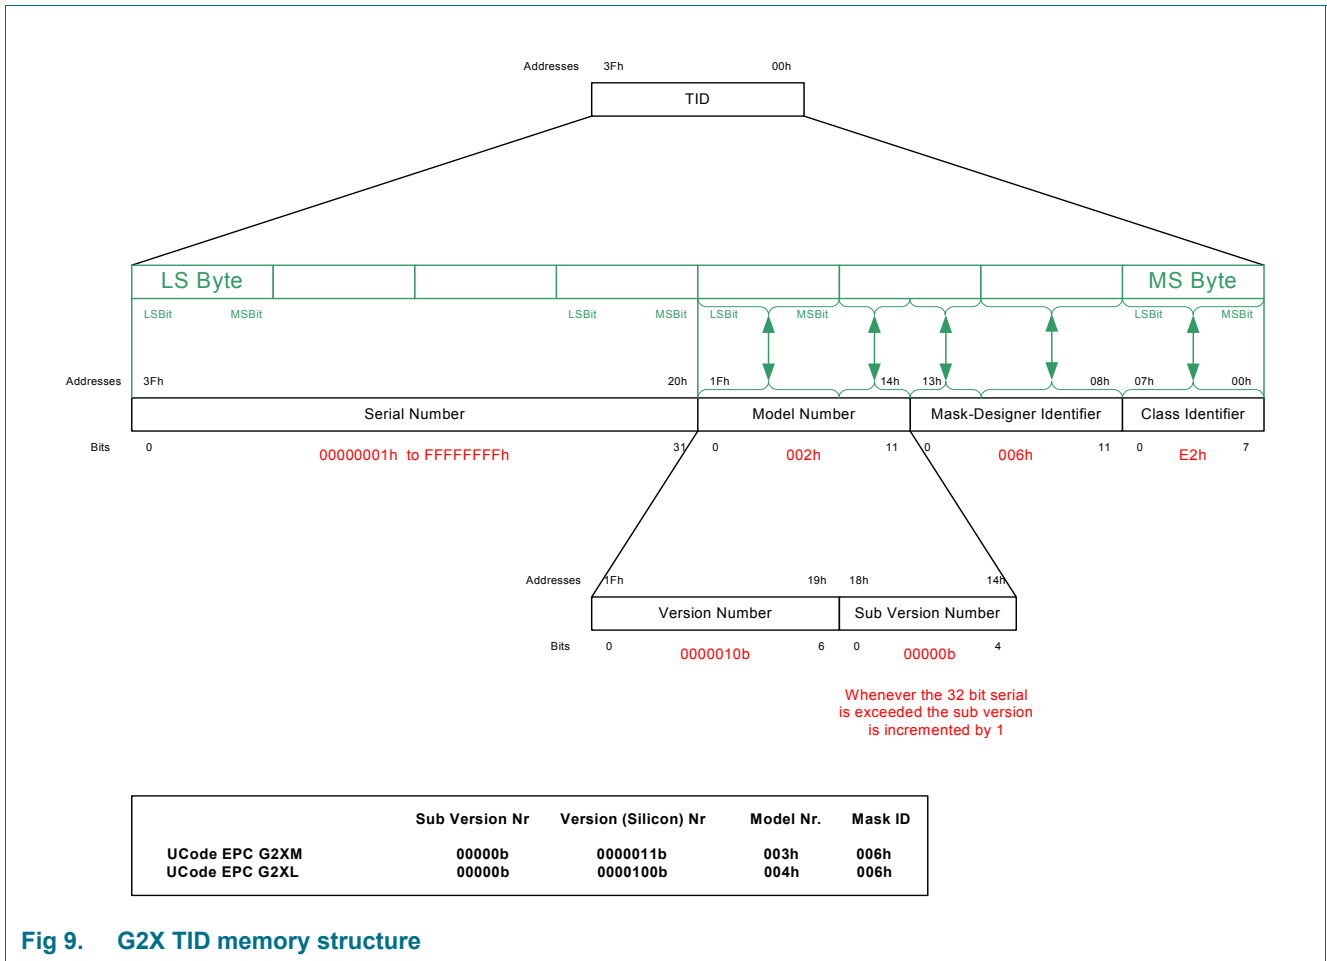 Addresses 3Fh 00h
TID
LS Byte MS Byte
LSBit MSBit LSBit MSBit LSBit MSBit LSBit MSBit
Addresses 3Fh 20h 1Fh 14h 13h 08h 07h 00h
Serial Number Model Number Mask-Designer Identifier Class Identifier
Bits 0 31 0 11 0 11 0 7
00000001h to FFFFFFFFh 002h 006h E2h
Addresses 1Fh 19h 18h 14h
Version Number Sub Version Number
Bits 0 6 0 4
0000010b 00000b
Whenever the 32 bit serial
is exceeded the sub version
is incremented by 1
Sub Version Nr Version (Silicon) Nr Model Nr. Mask ID
UCode EPC G2XM 00000b 0000011b 003h 006h
UCode EPC G2XL 00000b 0000100b 004h 006h
Fig 9. G2X TID memory structure